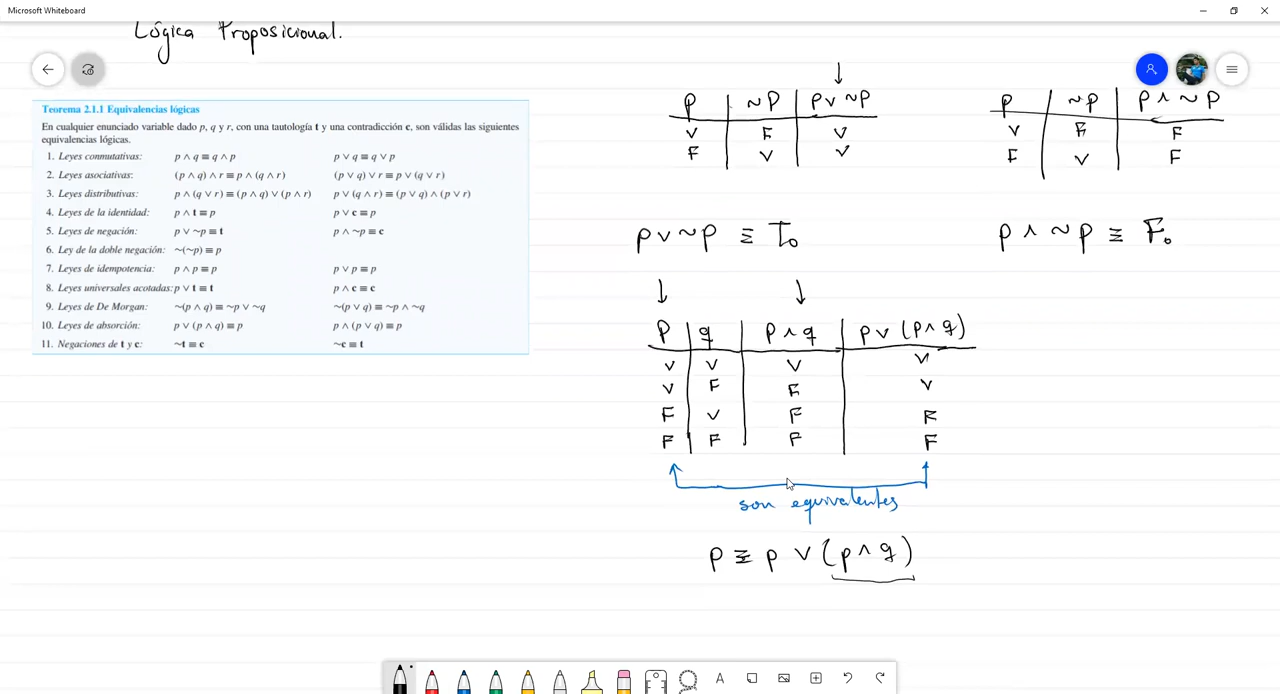 Microsoft Whiteboard
Lógica Proposicional.
Teorema 2.1.1 Equivalencias lógicas
En cualquier enunciado variable dado p, q y r, con una tautología t y una contradicción c, son válidas las siguientes
equivalencias lógicas.
1. Leyes conmutativas: p ∧ q ≡ q ∧ p p ∨ q ≡ q ∨ p
2. Leyes asociativas: (p ∧ q) ∧ r ≡ p ∧ (q ∧ r) (p ∨ q) ∨ r ≡ p ∨ (q ∨ r)
3. Leyes distributivas: p ∧ (q ∨ r) ≡ (p ∧ q) ∨ (p ∧ r) p ∨ (q ∧ r) ≡ (p ∨ q) ∧ (p ∨ r)
4. Leyes de la identidad: p ∧ t ≡ p p ∨ c ≡ p
5. Leyes de negación: p ∨ ~p ≡ t p ∧ ~p ≡ c
6. Ley de la doble negación: ~(~p) ≡ p
7. Leyes de idempotencia: p ∧ p ≡ p p ∨ p ≡ p
8. Leyes universales acotadas: p ∨ t ≡ t p ∧ c ≡ c
9. Leyes de De Morgan: ~(p ∧ q) ≡ ~p ∨ ~q ~(p ∨ q) ≡ ~p ∧ ~q
10. Leyes de absorción: p ∨ (p ∧ q) ≡ p p ∧ (p ∨ q) ≡ p
11. Negaciones de t y c: ~t ≡ c ~c ≡ t
p ~p p ∨ ~p
V F V
F V V
p ~p p ∧ ~p
V F F
F V F
p ∨ ~p ≡ T₀
p ∧ ~p ≡ F₀
p q p ∧ q p ∨ (p ∧ q)
V V V V
V F F V
F V F F
F F F F
son equivalentes
p ≡ p ∨ (p ∧ q)
A